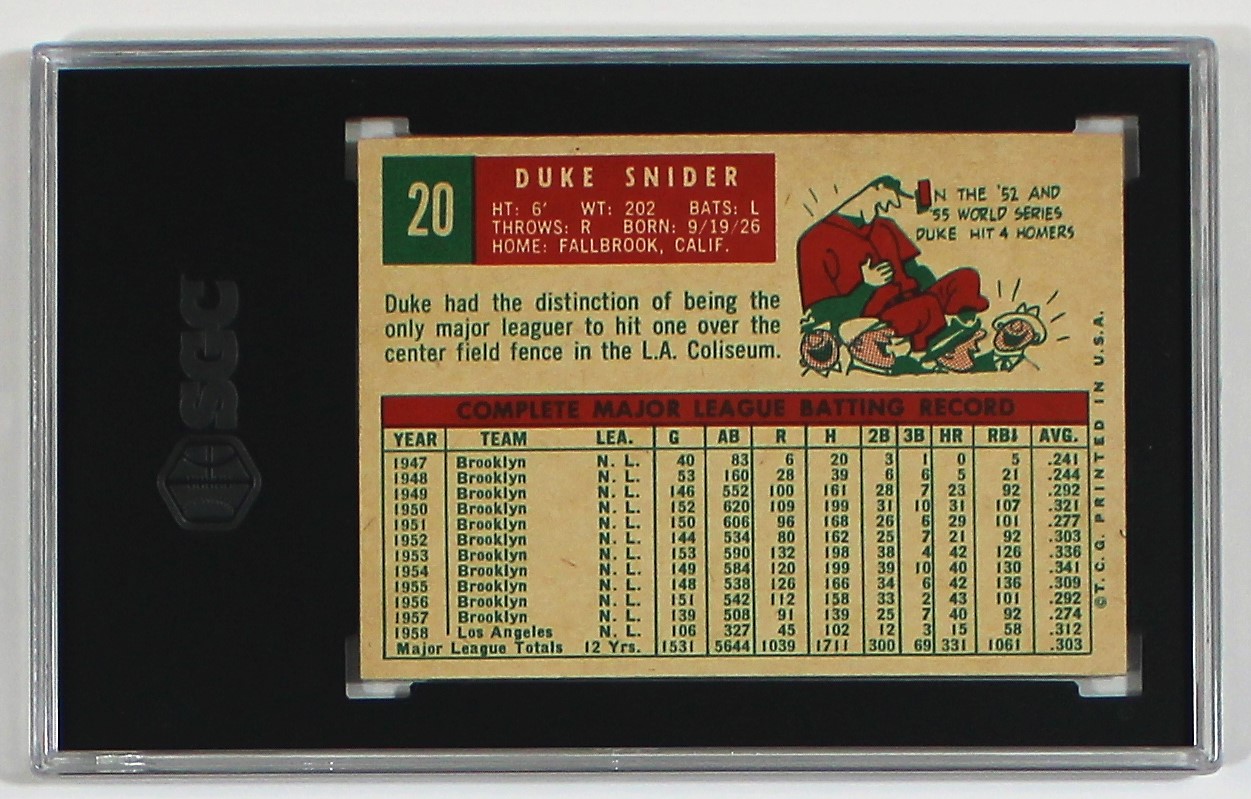 SGC
20
DUKE SNIDER
HT: 6' WT: 202 BATS: L
THROWS: R BORN: 9/19/26
HOME: FALLBROOK, CALIF.
IN THE '52 AND
'55 WORLD SERIES
DUKE HIT 4 HOMERS
Duke had the distinction of being the
only major leaguer to hit one over the
center field fence in the L.A. Coliseum.
COMPLETE MAJOR LEAGUE BATTING RECORD
YEAR TEAM LEA. G AB R H 2B 3B HR RBI AVG.
1947 Brooklyn N. L. 40 83 6 20 3 1 0 5 .241
1948 Brooklyn N. L. 53 160 28 39 6 6 5 21 .244
1949 Brooklyn N. L. 146 552 100 161 28 7 23 92 .292
1950 Brooklyn N. L. 152 620 109 199 31 10 31 107 .321
1951 Brooklyn N. L. 150 606 96 168 26 6 29 101 .277
1952 Brooklyn N. L. 144 534 80 162 25 7 21 92 .303
1953 Brooklyn N. L. 153 590 132 198 38 4 42 126 .336
1954 Brooklyn N. L. 149 584 120 199 39 10 40 130 .341
1955 Brooklyn N. L. 148 538 126 166 34 6 42 136 .309
1956 Brooklyn N. L. 151 542 112 158 33 2 43 101 .292
1957 Brooklyn N. L. 139 508 91 139 25 7 40 92 .274
1958 Los Angeles N. L. 106 327 45 102 12 3 15 58 .312
Major League Totals 12 Yrs. 1531 5644 1039 1711 300 69 331 1061 .303
©T. C. G. PRINTED IN U.S.A.